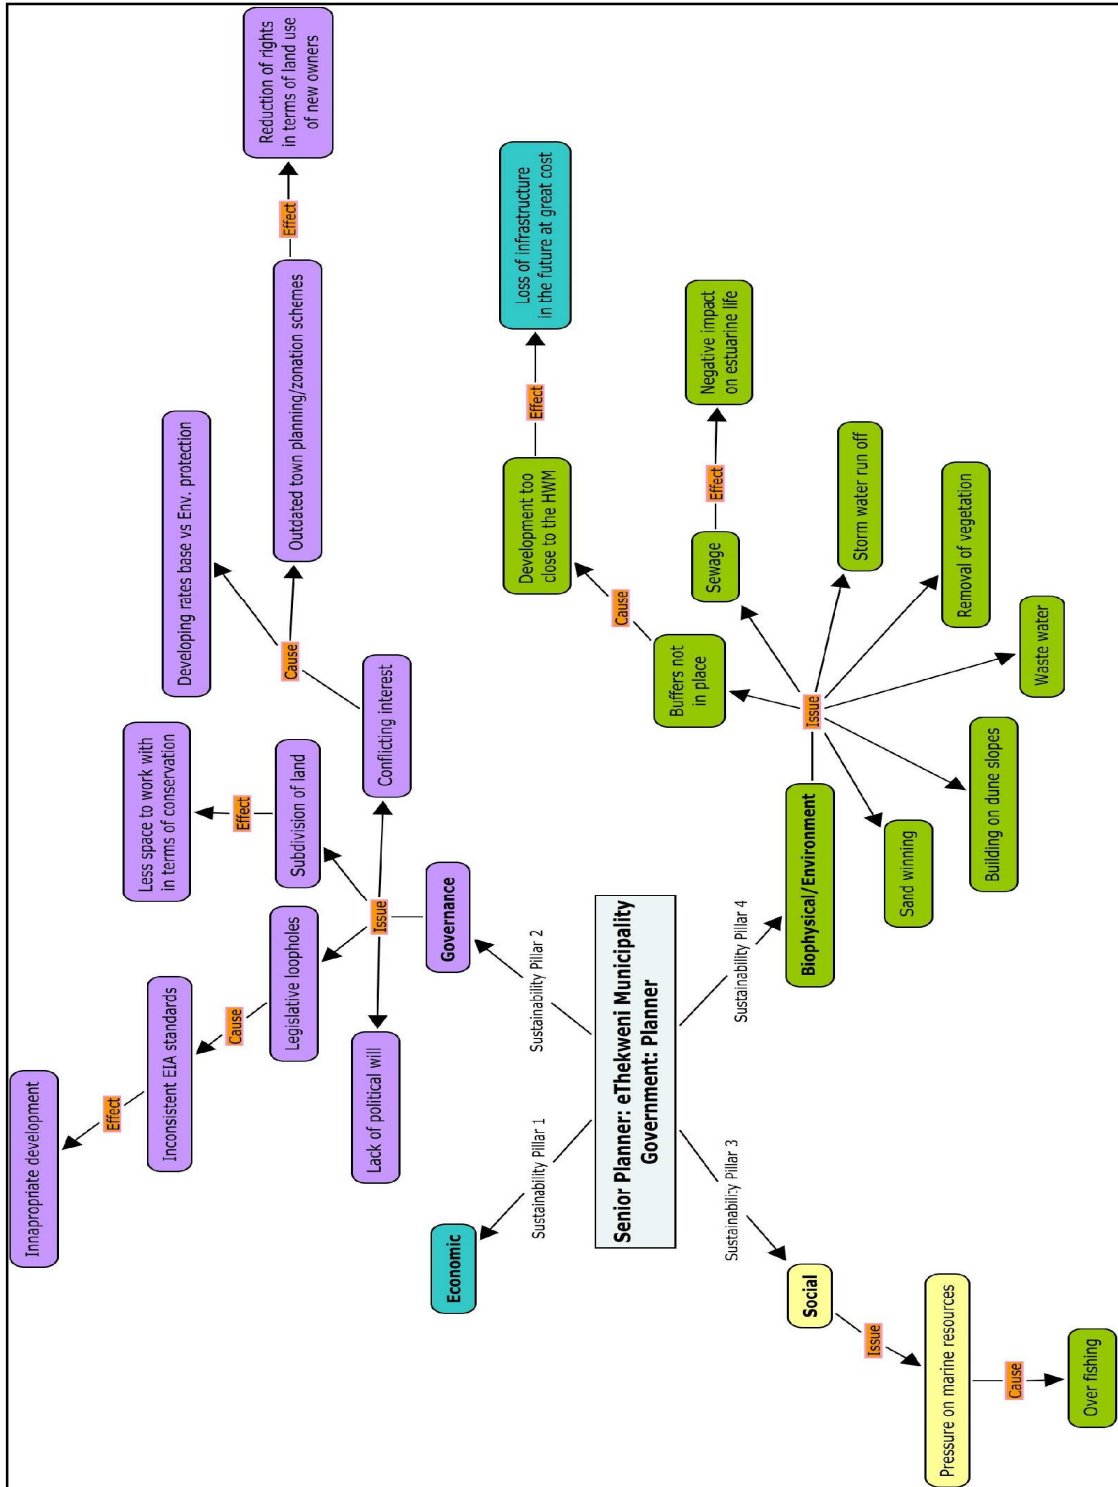 Innapropriate development
Effect
Inconsistent EIA standards
Cause
Legislative loopholes
Lack of political will
Issue
Less space to work with
in terms of conservation
Effect
Subdivision of land
Governance
Conflicting interest
Cause
Developing rates base vs Env. protection
Outdated town planning/zonation schemes
Effect
Reduction of rights
in terms of land use
of new owners
Economic
Sustainability Pillar 1
Sustainability Pillar 2
Senior Planner: eThekweni Municipality
Government: Planner
Sustainability Pillar 3
Sustainability Pillar 4
Social
Issue
Pressure on marine resources
Cause
Over fishing
Biophysical/Environment
Issue
Buffers not
in place
Cause
Development too
close to the HWM
Effect
Loss of infrastructure
in the future at great cost
Sewage
Effect
Negative impact
on estuarine life
Storm water run off
Removal of vegetation
Waste water
Building on dune slopes
Sand winning